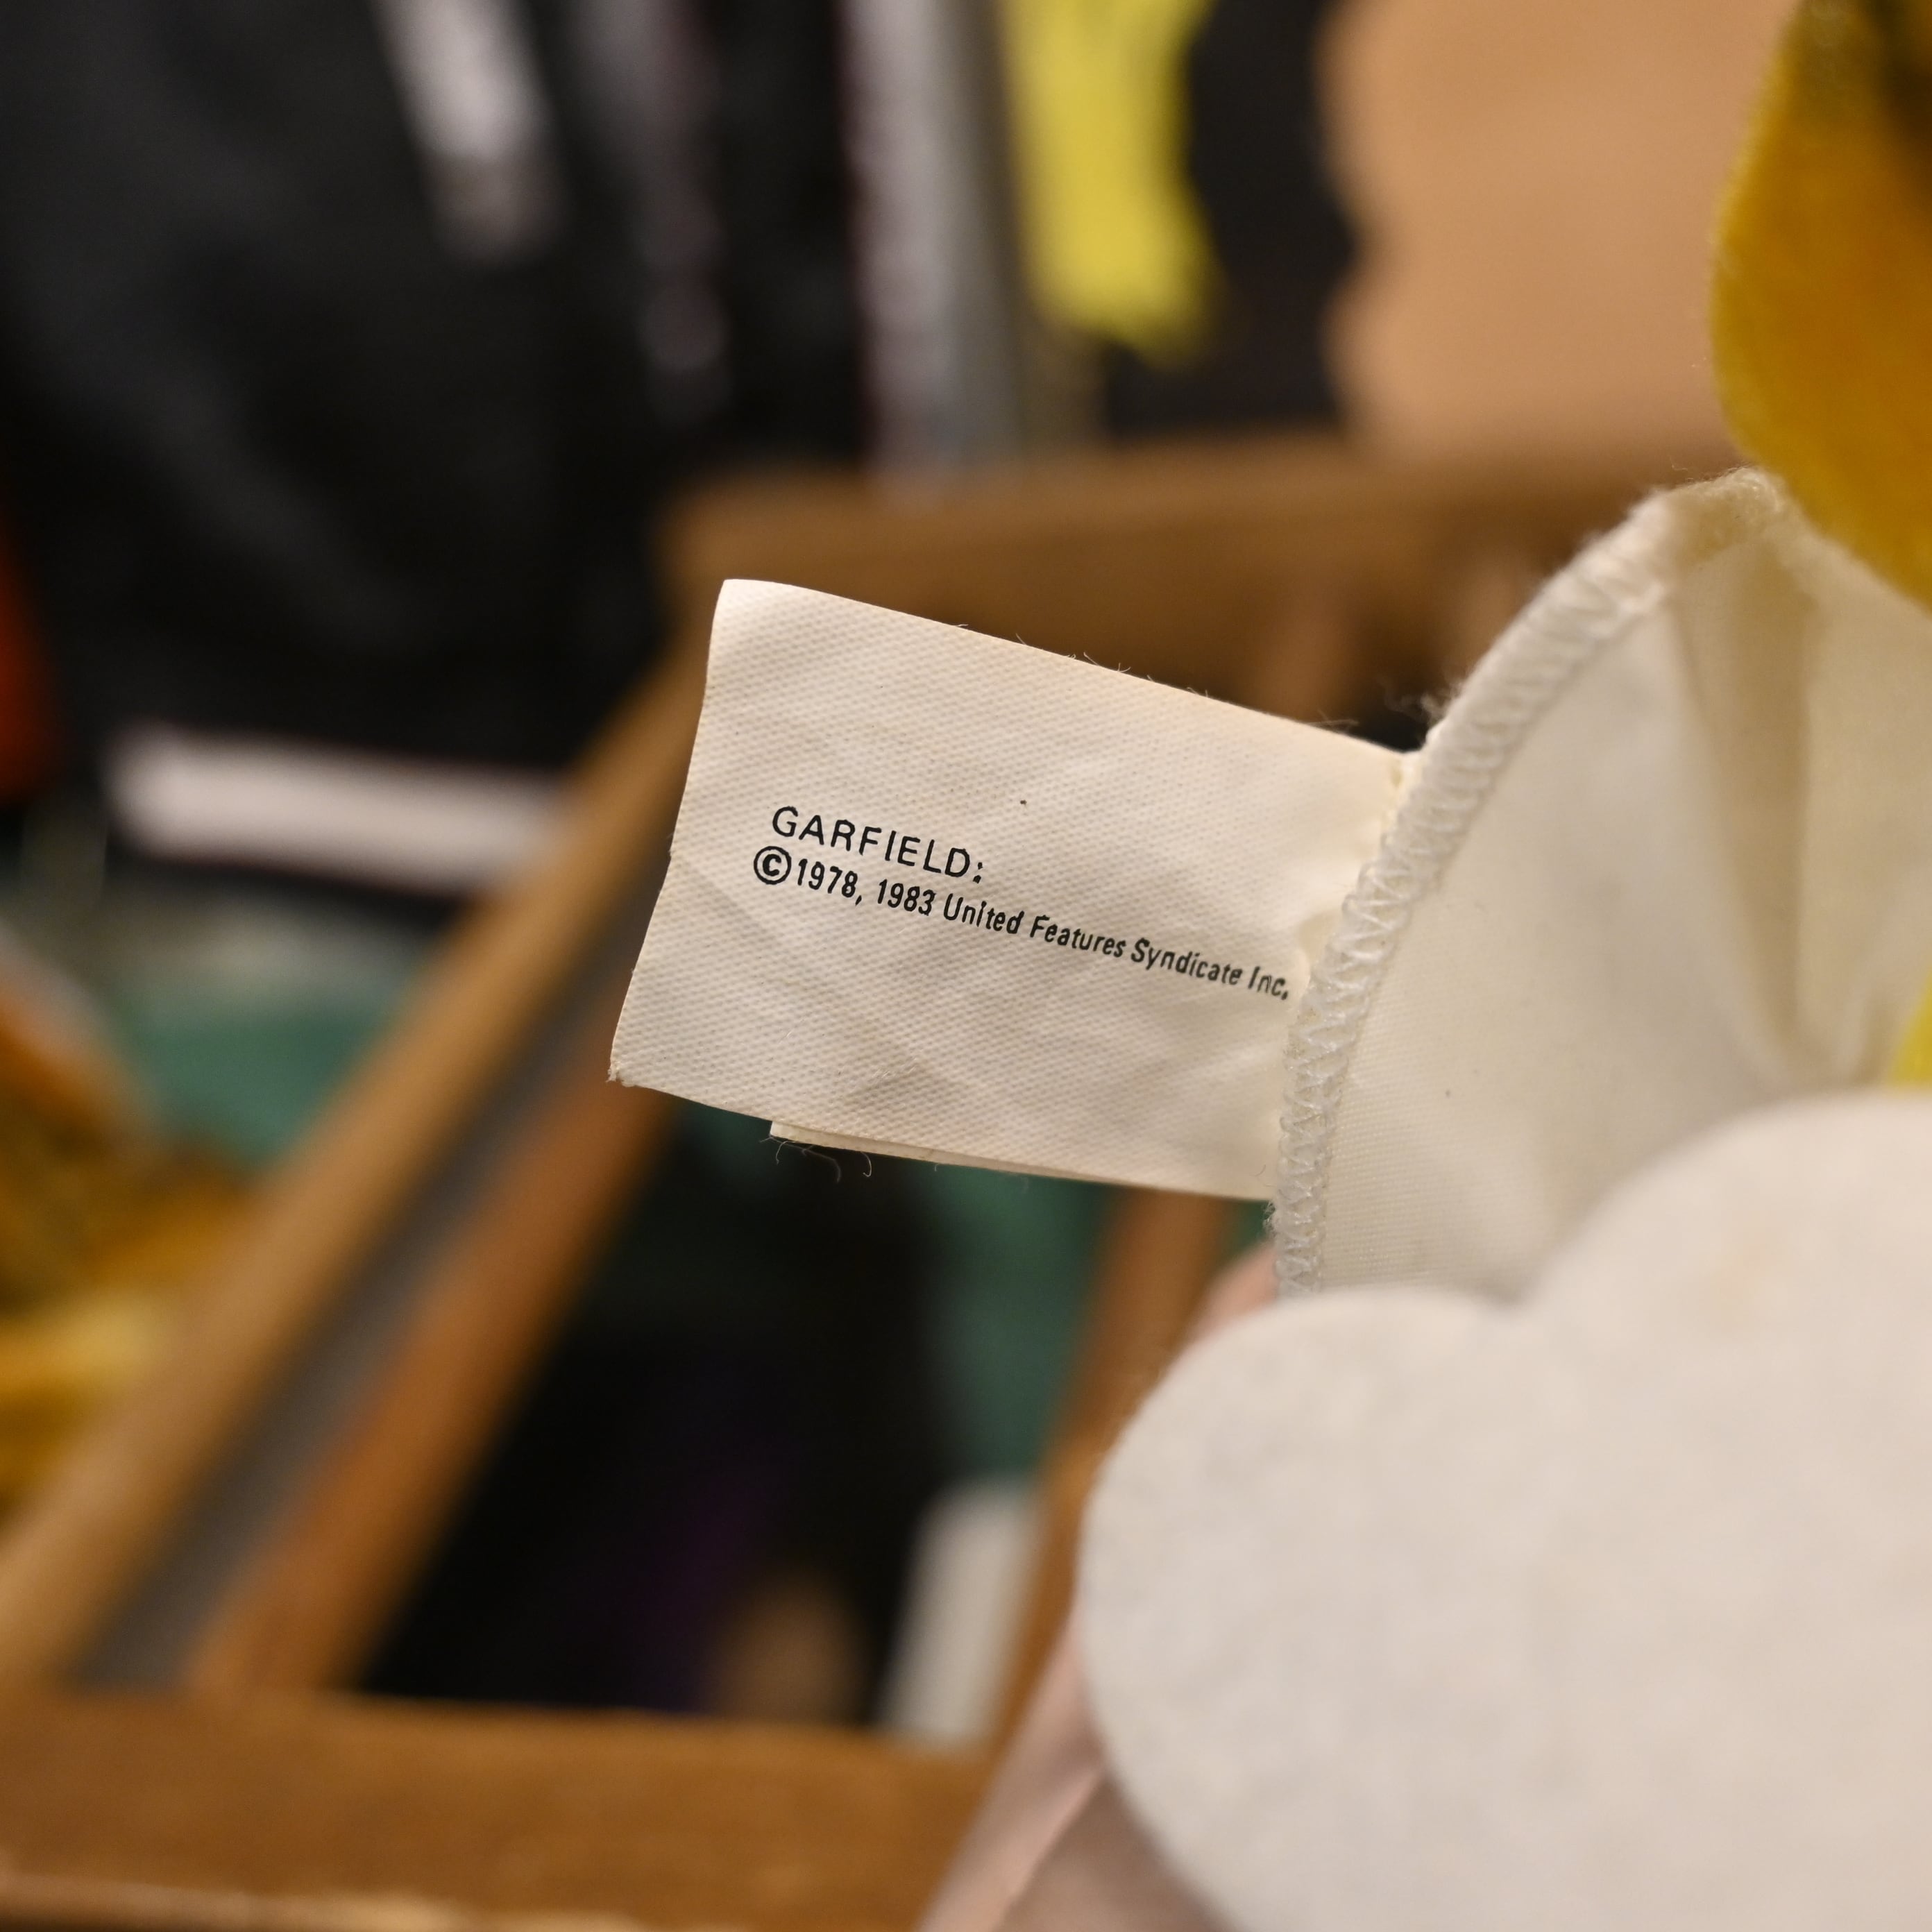 GARFIELD:
©1978, 1983 United Features Syndicate Inc.